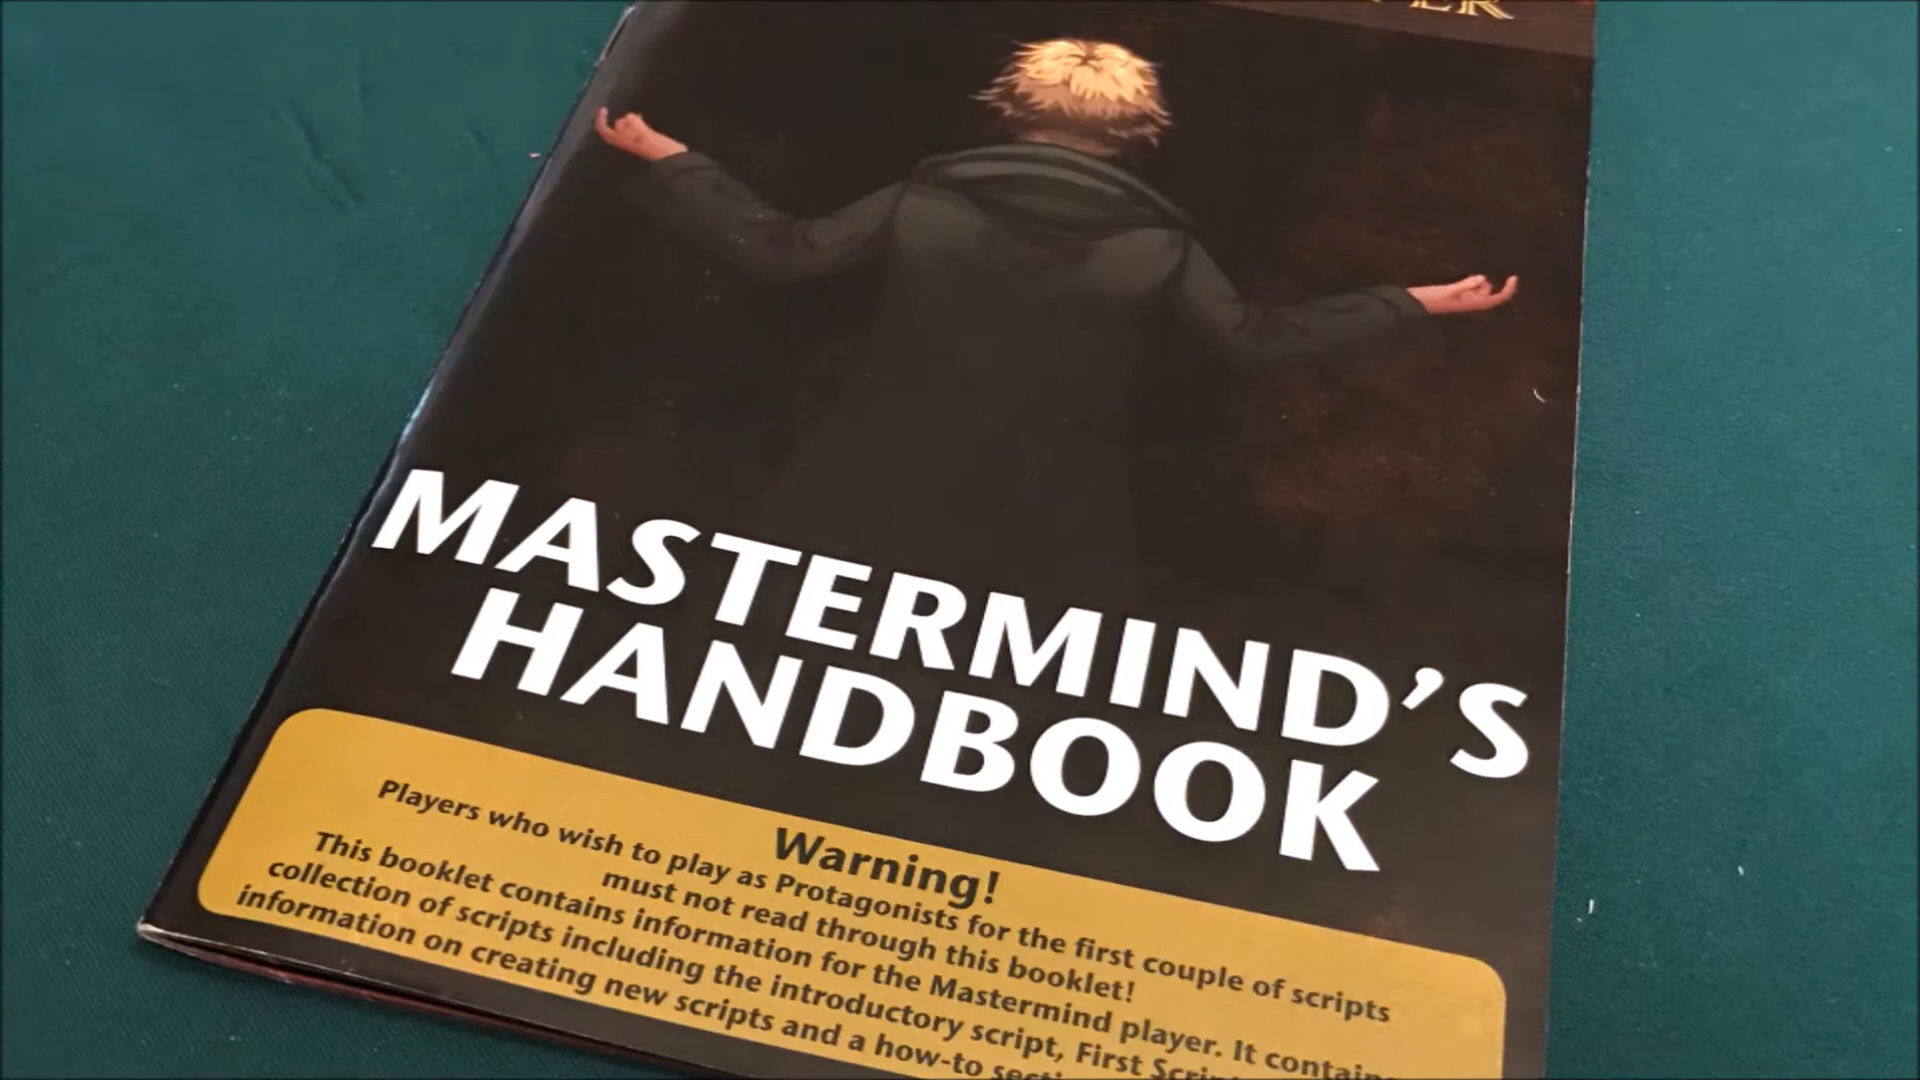 MASTERMIND'S
HANDBOOK
Warning!
Players who wish to play as Protagonists for the first couple of scripts
must not read through this booklet!
This booklet contains information for the Mastermind player. It contains
collection of scripts including the introductory script, First
information on creating new scripts and a how-to